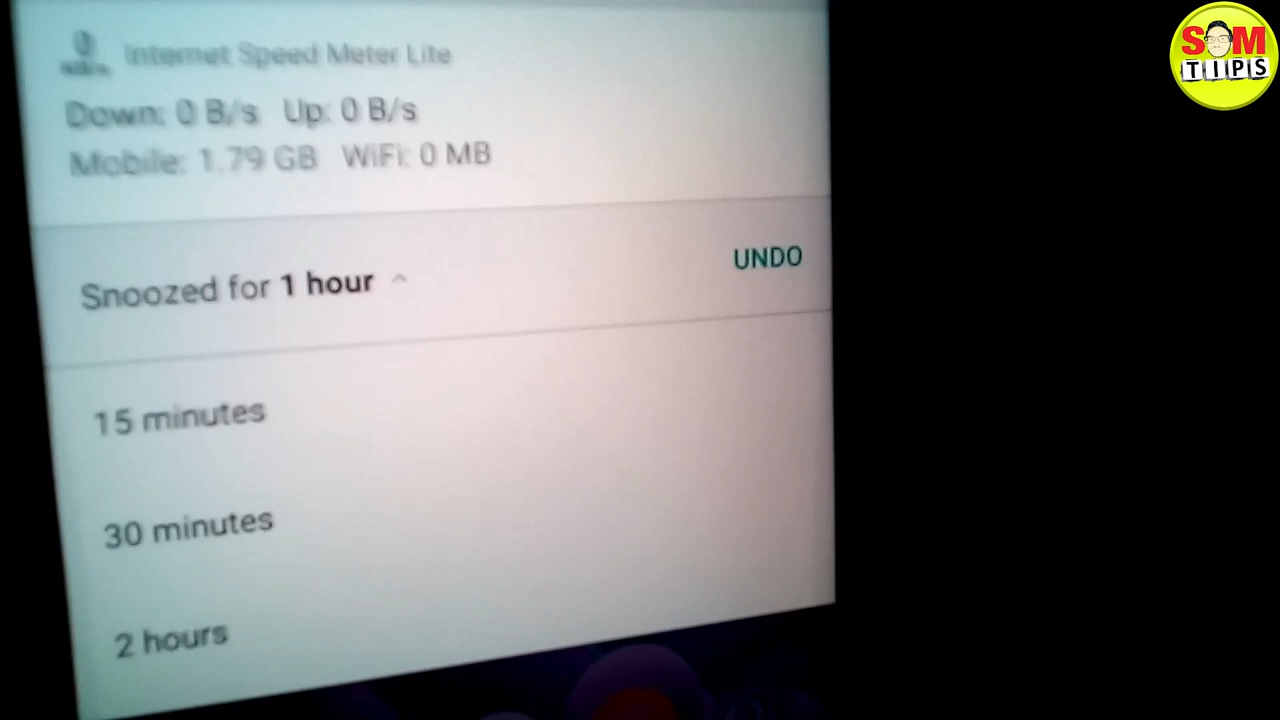 Internet Speed Meter Lite
Down: 0 B/s Up: 0 B/s
Mobile: 1.79 GB WiFi: 0 MB
Snoozed for 1 hour
UNDO
15 minutes
30 minutes
2 hours
SOM
TIPS